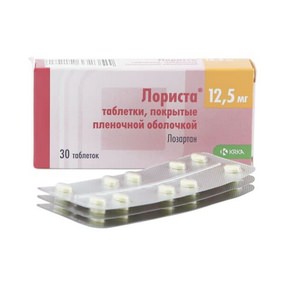 Лориста® 12,5 мг
таблетки, покрытые
пленочной оболочкой
Лозартан
30 таблеток
KRKA